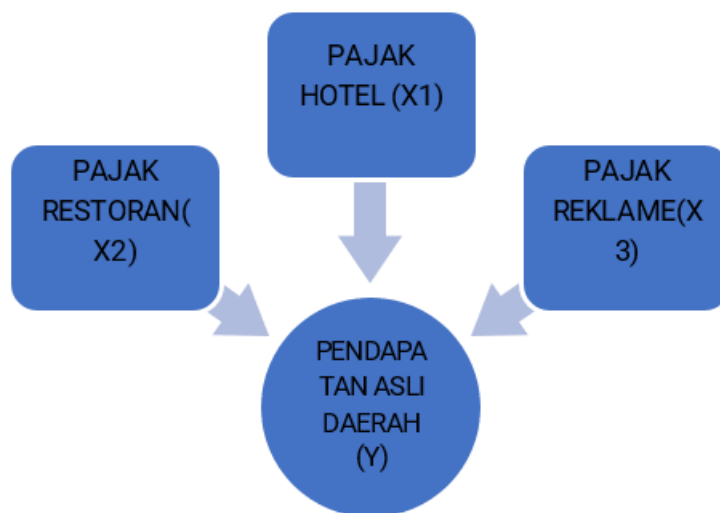 PAJAK
HOTEL (X1)
PAJAK
RESTORAN(
X2)
PAJAK
REKLAME(X
3)
PENDAPA
TAN ASLI
DAERAH
(Y)